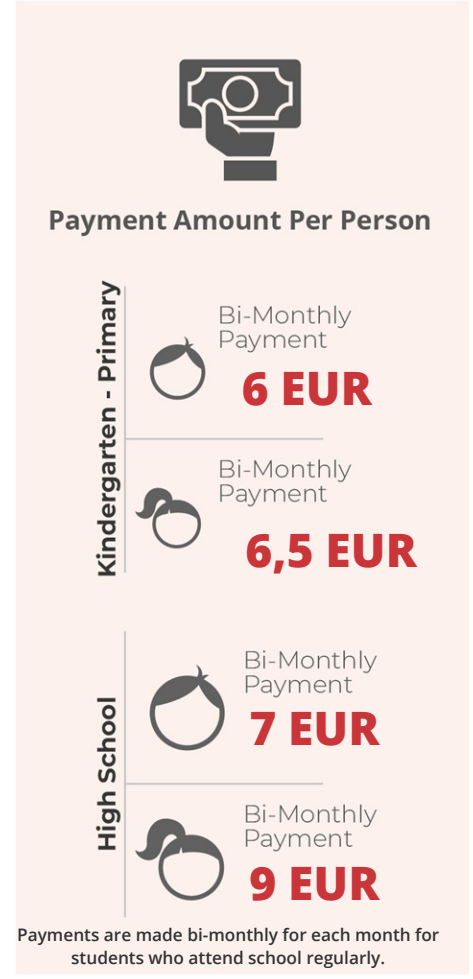 Payment Amount Per Person
Kindergarten - Primary
Bi-Monthly
Payment
6 EUR
Bi-Monthly
Payment
6,5 EUR
High School
Bi-Monthly
Payment
7 EUR
Bi-Monthly
Payment
9 EUR
Payments are made bi-monthly for each month for
students who attend school regularly.